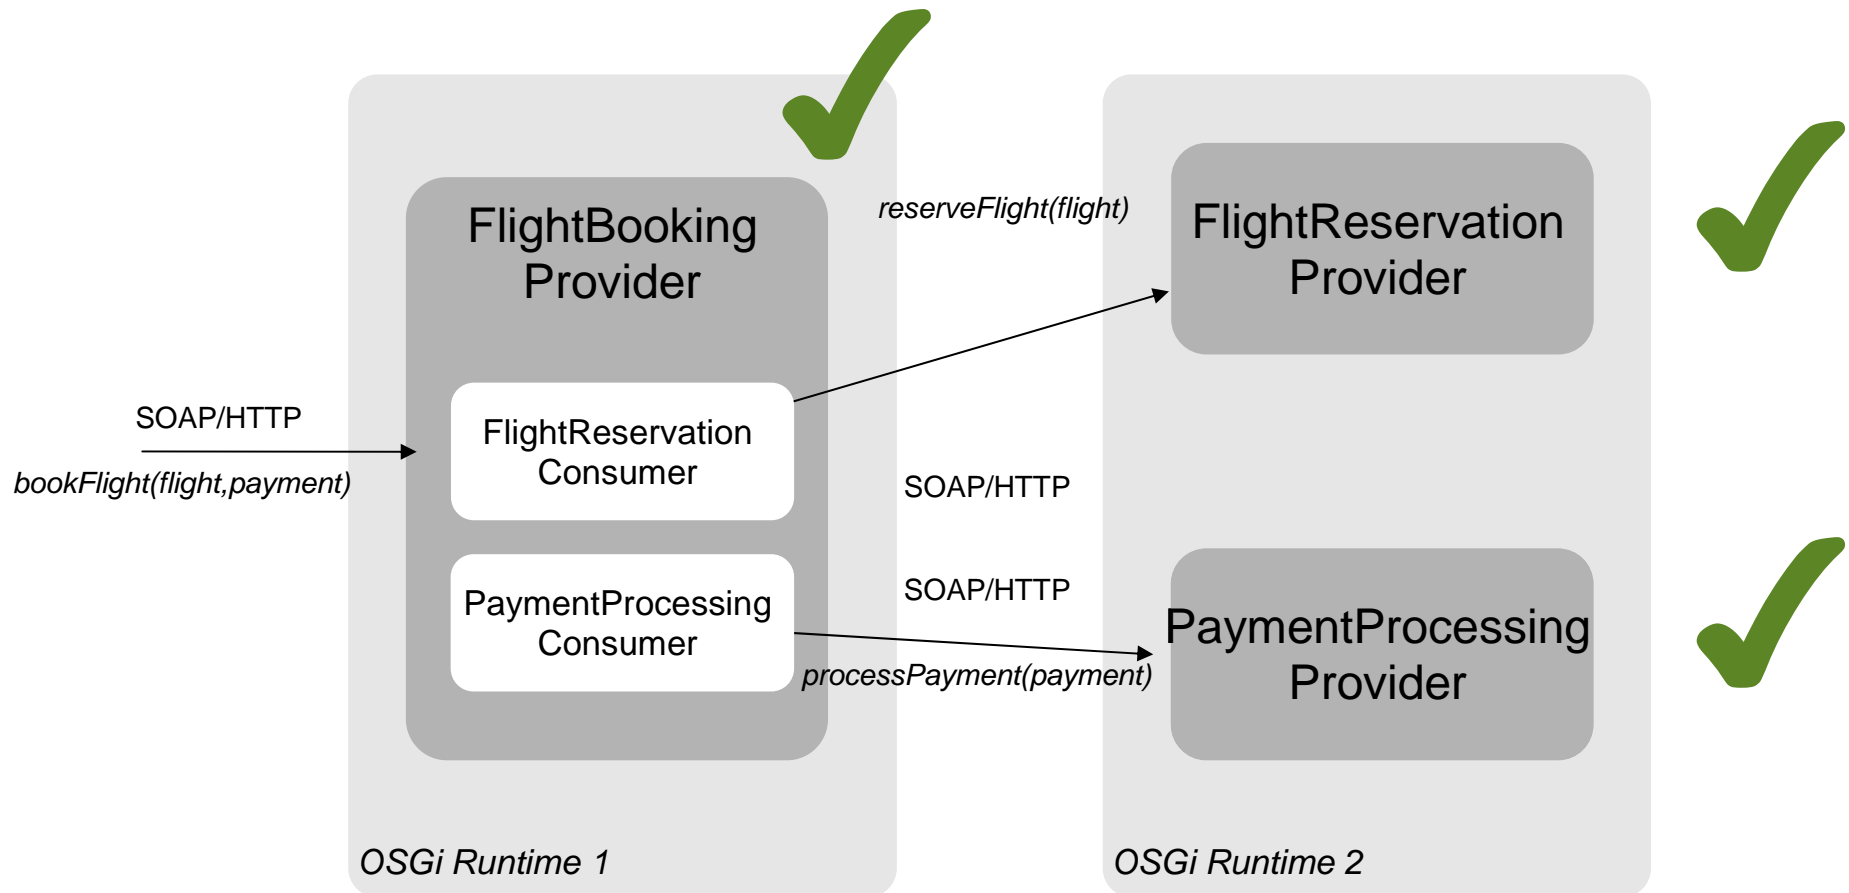 SOAP/HTTP
bookFlight(flight,payment)
FlightBooking
Provider
FlightReservation
Consumer
PaymentProcessing
Consumer
OSGi Runtime 1
reserveFlight(flight)
SOAP/HTTP
SOAP/HTTP
processPayment(payment)
FlightReservation
Provider
PaymentProcessing
Provider
OSGi Runtime 2